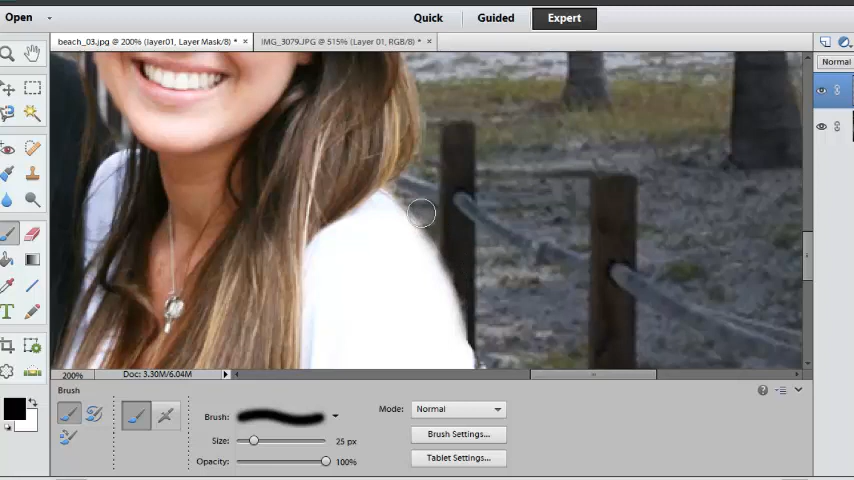 Open Quick Guided Expert
beach_03.jpg @ 200% (layer01, Layer Mask/8) * × IMG_3079.JPG @ 515% (Layer 01, RGB/8) * ×
Normal
200% Doc: 3.30M/6.04M
Brush
Brush: Mode: Normal
Size: 25 px Brush Settings...
Opacity: 100% Tablet Settings...